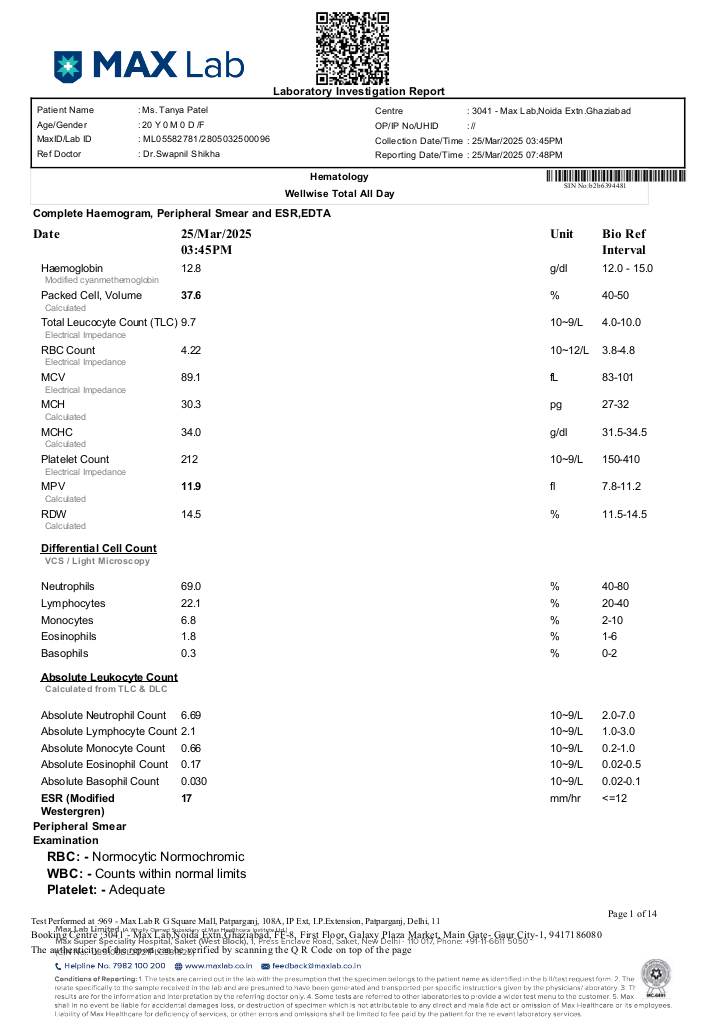 MAX Lab
Laboratory Investigation Report
Patient Name : Ms. Tanya Patel Centre : 3041 - Max Lab,Noida Extn.Ghaziabad
Age/Gender : 20 Y 0 M 0 D /F OP/IP No/UHID : //
MaxID/Lab ID : ML05582781/2805032500096 Collection Date/Time : 25/Mar/2025 03:45PM
Ref Doctor : Dr.Swapnil Shikha Reporting Date/Time : 25/Mar/2025 07:48PM
Hematology
SIN No:b2b6394481
Wellwise Total All Day
Complete Haemogram, Peripheral Smear and ESR,EDTA
Date 25/Mar/2025 Unit Bio Ref
03:45PM Interval
Haemoglobin 12.8 g/dl 12.0 - 15.0
Modified cyanmethemoglobin
Packed Cell, Volume 37.6 % 40-50
Calculated
Total Leucocyte Count (TLC) 9.7 10~9/L 4.0-10.0
Electrical Impedance
RBC Count 4.22 10~12/L 3.8-4.8
Electrical Impedance
MCV 89.1 fL 83-101
Electrical Impedance
MCH 30.3 pg 27-32
Calculated
MCHC 34.0 g/dl 31.5-34.5
Calculated
Platelet Count 212 10~9/L 150-410
Electrical Impedance
MPV 11.9 fl 7.8-11.2
Calculated
RDW 14.5 % 11.5-14.5
Calculated
Differential Cell Count
VCS / Light Microscopy
Neutrophils 69.0 % 40-80
Lymphocytes 22.1 % 20-40
Monocytes 6.8 % 2-10
Eosinophils 1.8 % 1-6
Basophils 0.3 % 0-2
Absolute Leukocyte Count
Calculated from TLC & DLC
Absolute Neutrophil Count 6.69 10~9/L 2.0-7.0
Absolute Lymphocyte Count 2.1 10~9/L 1.0-3.0
Absolute Monocyte Count 0.66 10~9/L 0.2-1.0
Absolute Eosinophil Count 0.17 10~9/L 0.02-0.5
Absolute Basophil Count 0.030 10~9/L 0.02-0.1
ESR (Modified 17 mm/hr <=12
Westergren)
Peripheral Smear
Examination
RBC: - Normocytic Normochromic
WBC: - Counts within normal limits
Platelet: - Adequate
Page 1 of 14
Test Performed at :969 - Max Lab R G Square Mall, Patparganj, 108A, IP Ext, I.P.Extension, Patparganj, Delhi, 11
Max Lab Limited (A Wholly Owned Subsidiary of Max Healthcare Institute Ltd.)
Booking Centre :3041 - Max Lab,Noida Extn.Ghaziabad, FF-8, First Floor, Galaxy Plaza Market, Main Gate- Gaur City-1, 9417186080
Max Super Speciality Hospital, Saket (West Block), 1, Press Enclave Road, Saket, New Delhi - 110 017, Phone: +91-11-6611 5050
The authenticity of the report can be verified by scanning the Q R Code on top of the page
Helpline No. 7982 100 200 www.maxlab.co.in feedback@maxlab.co.in
Conditions of Reporting: 1. The tests are carried out in the lab with the presumption that the specimen belongs to the patient name as identified in the bill/test request form. 2. The
relate specifically to the sample received in the lab and are presumed to have been generated and transported per specific instructions given by the physicians/ laboratory. 3. Th
results are for the information and interpretation by the referring doctor only. 4. Some tests are referred to other laboratories to provide a wider test menu to the customer. 5. Max
shall in no event be liable for accidental damages, loss, or destruction of specimen which is not attributable to any direct and mala fide act or omission of Max Healthcare or its employees.
Liability of Max Healthcare for deficiency of services, or other errors and omissions shall be limited to fee paid by the patient for the relevant laboratory services.